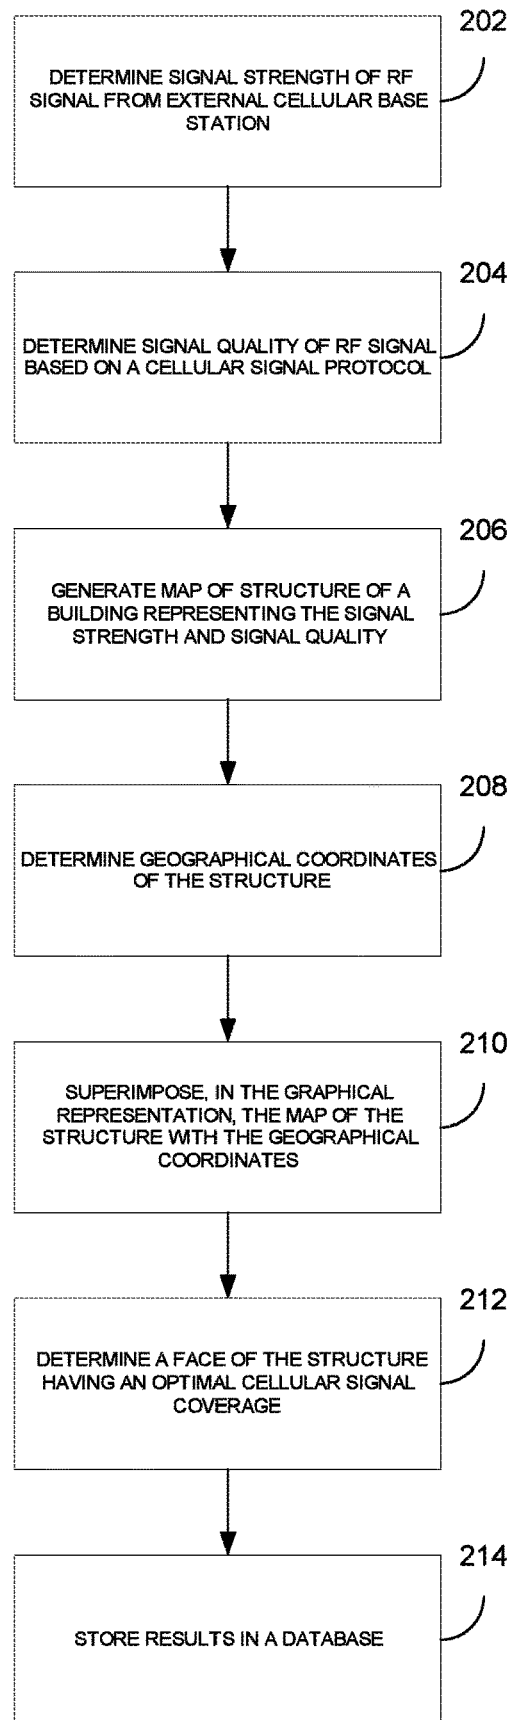 202
DETERMINE SIGNAL STRENGTH OF RF
SIGNAL FROM EXTERNAL CELLULAR BASE
STATION
204
DETERMINE SIGNAL QUALITY OF RF SIGNAL
BASED ON A CELLULAR SIGNAL PROTOCOL
206
GENERATE MAP OF STRUCTURE OF A
BUILDING REPRESENTING THE SIGNAL
STRENGTH AND SIGNAL QUALITY
208
DETERMINE GEOGRAPHICAL COORDINATES
OF THE STRUCTURE
210
SUPERIMPOSE, IN THE GRAPHICAL
REPRESENTATION, THE MAP OF THE
STRUCTURE WITH THE GEOGRAPHICAL
COORDINATES
212
DETERMINE A FACE OF THE STRUCTURE
HAVING AN OPTIMAL CELLULAR SIGNAL
COVERAGE
214
STORE RESULTS IN A DATABASE